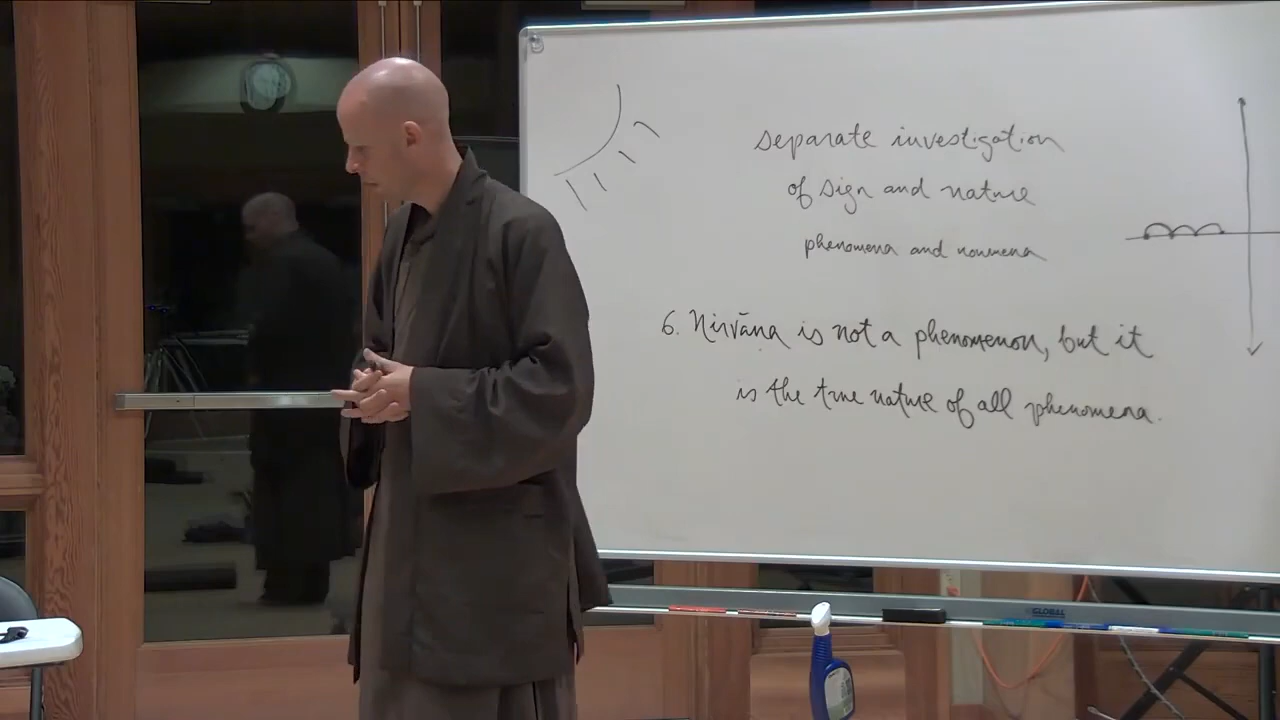 separate investigation
of sign and nature
phenomena and noumena
6. Nirvāna is not a phenomenon, but it
is the true nature of all phenomena.
GLOBAL